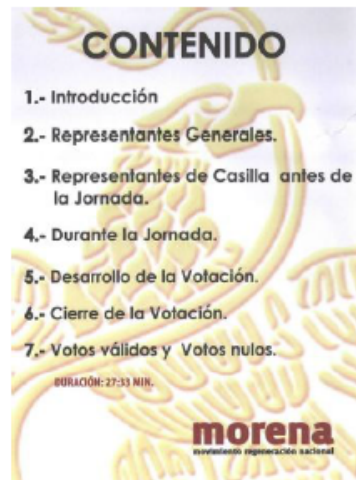 CONTENIDO
1.- Introducción
2.- Representantes Generales.
3.- Representantes de Casilla antes de
la Jornada.
4.- Durante la Jornada.
5.- Desarrollo de la Votación.
6.- Cierre de la Votación.
7.- Votos válidos y Votos nulos.
DURACIÓN: 27:33 MIN.
morena
movimiento regeneración nacional